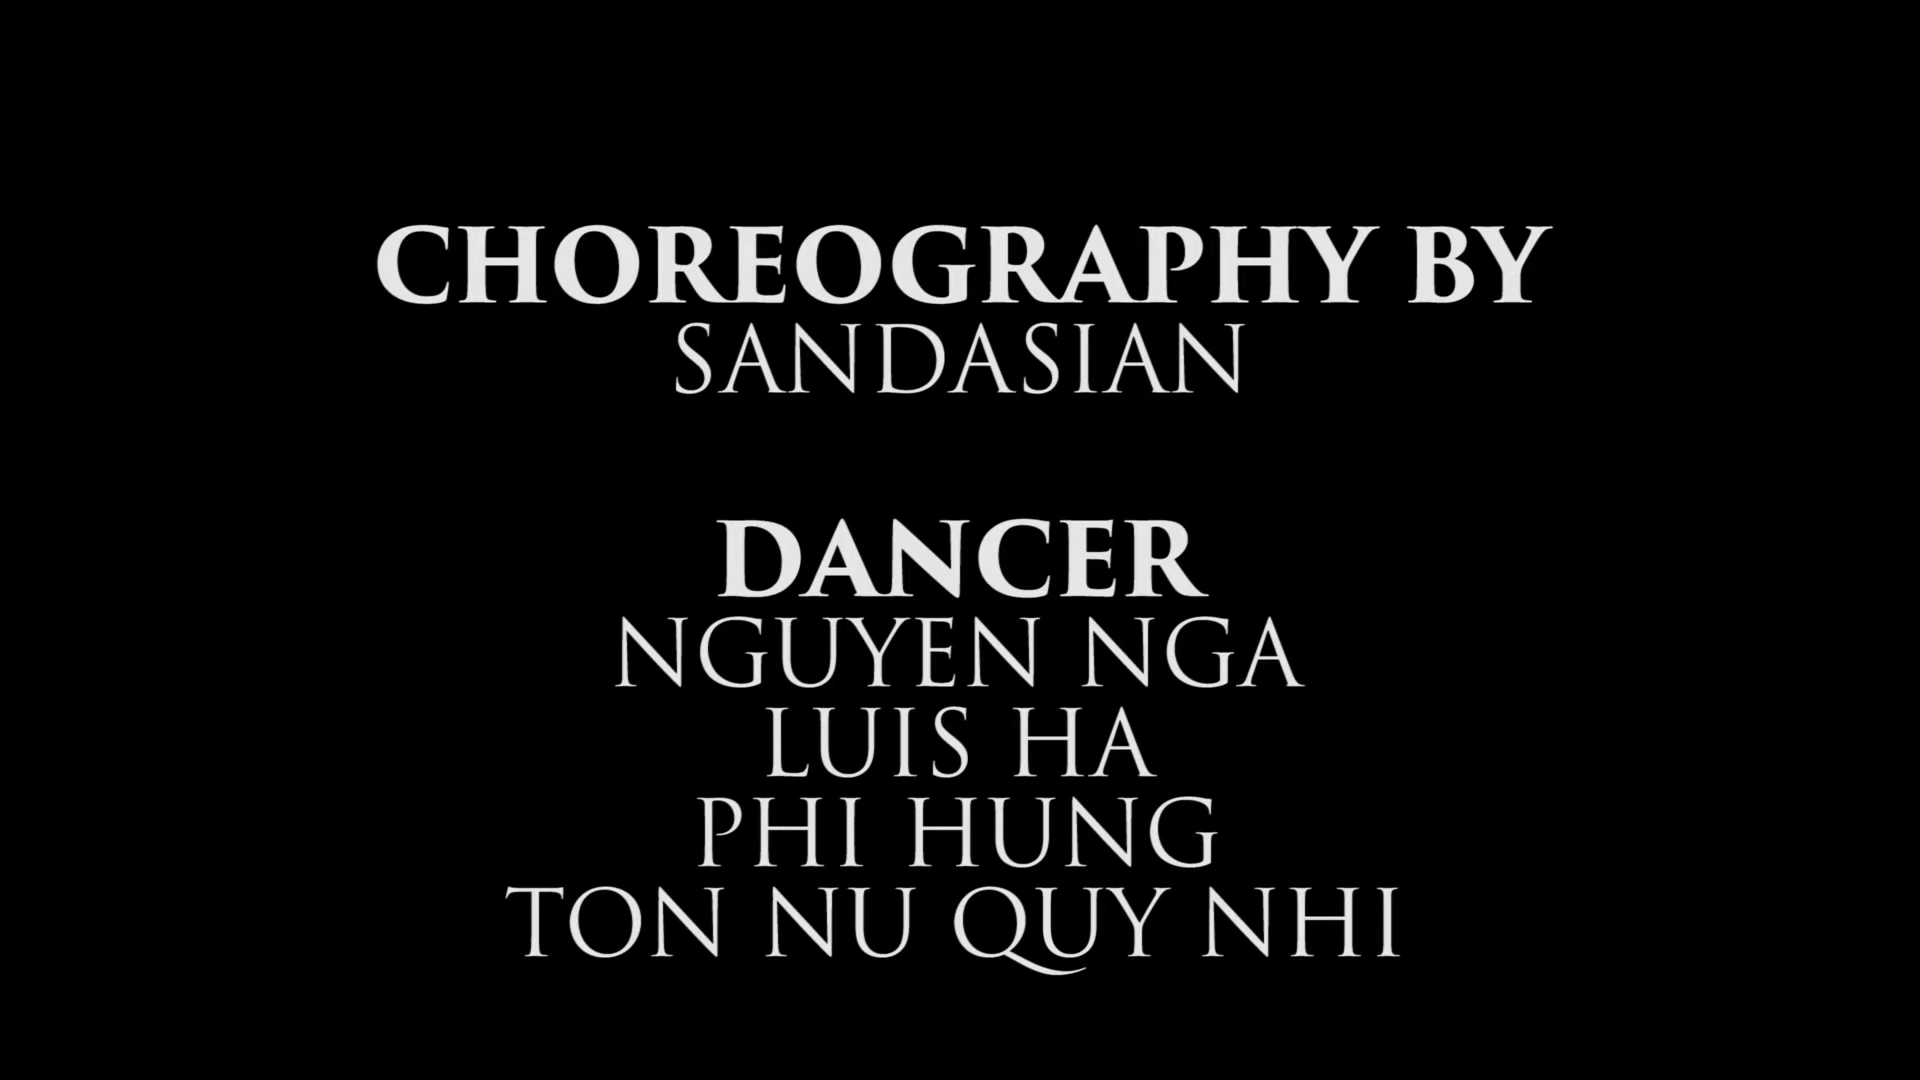 CHOREOGRAPHY BY
SANDASIAN
DANCER
NGUYEN NGA
LUIS HA
PHI HUNG
TON NU QUY NHI